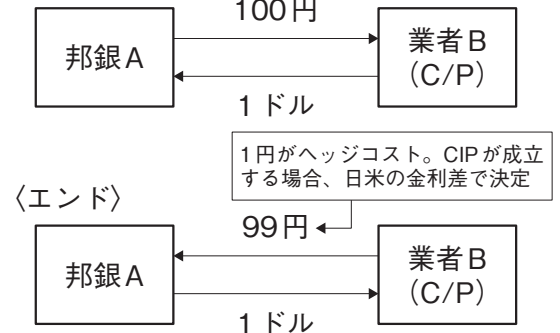 100円
邦銀A
業者B
（C/P）
1ドル
1円がヘッジコスト。CIPが成立
する場合、日米の金利差で決定
〈エンド〉
99円
邦銀A
業者B
（C/P）
1ドル